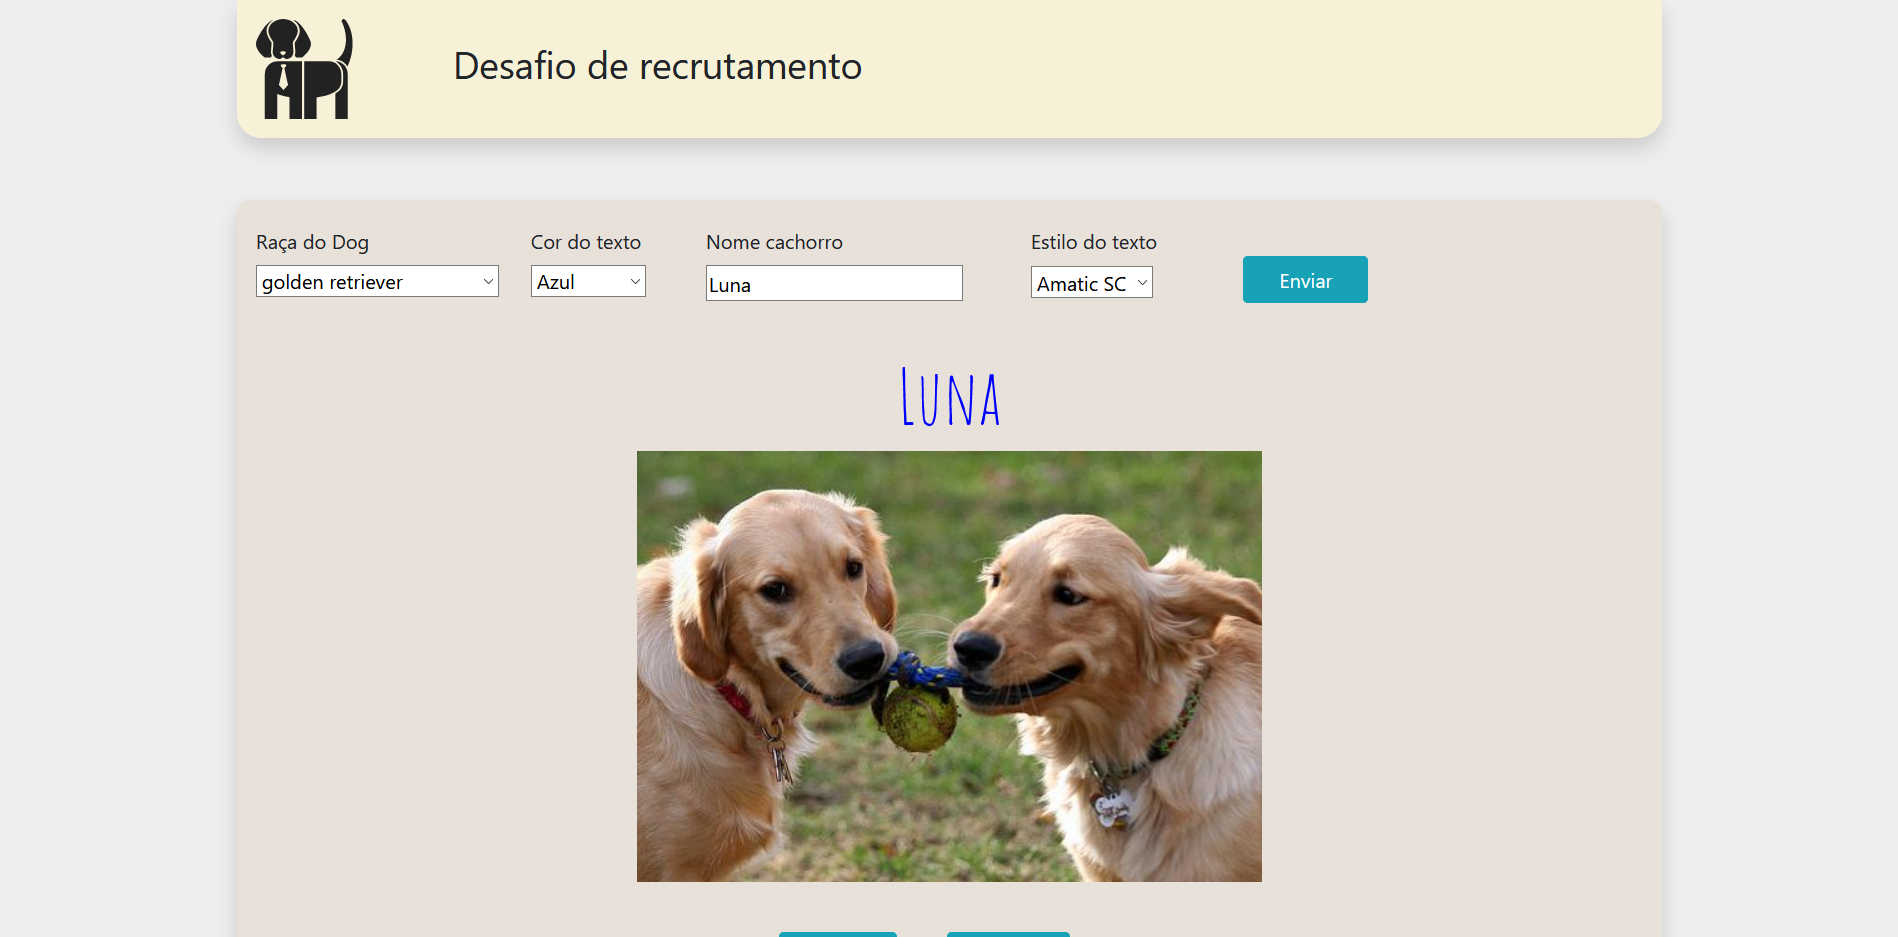 API
Desafio de recrutamento
Raça do Dog
Cor do texto
Nome cachorro
Estilo do texto
golden retriever
Azul
Luna
Amatic SC
Enviar
Luna